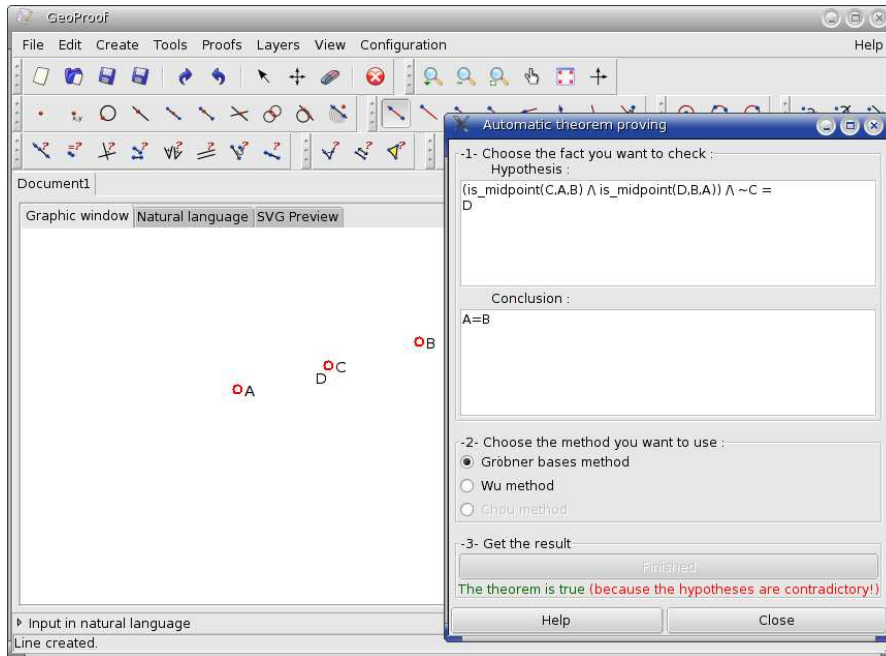 GeoProof
File Edit Create Tools Proofs Layers View Configuration Help
x,y
Automatic theorem proving
-1- Choose the fact you want to check :
Hypothesis :
(is_midpoint(C,A,B) /\ is_midpoint(D,B,A)) /\ ~C =
D
Document1
Graphic window Natural language SVG Preview
Conclusion :
A=B
B
C
D
A
-2- Choose the method you want to use :
Gröbner bases method
Wu method
Chou method
-3- Get the result
Finished
The theorem is true (because the hypotheses are contradictory!)
Help Close
Input in natural language
Line created.